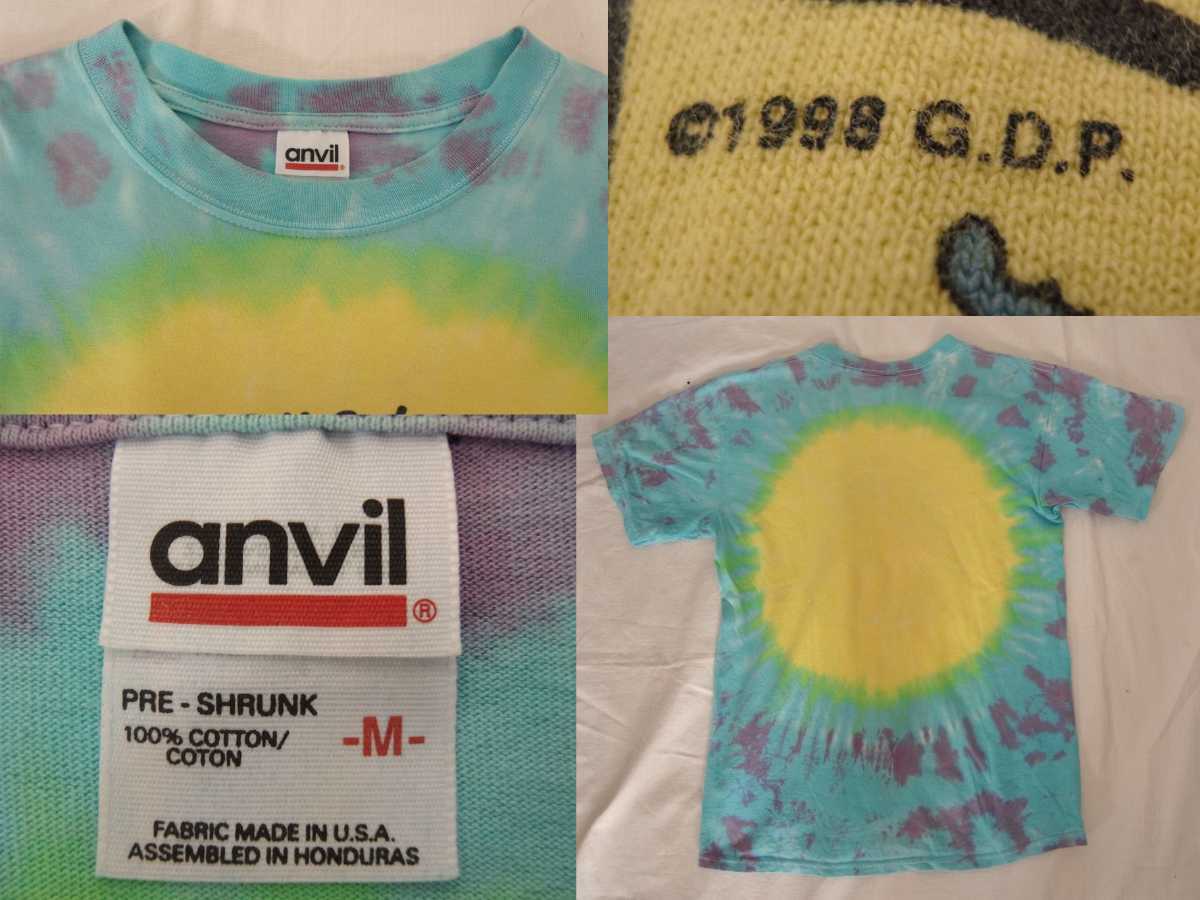 anvil
®
©1998 G.D.P.
anvil
®
PRE - SHRUNK
100% COTTON/
COTON
-M-
FABRIC MADE IN U.S.A.
ASSEMBLED IN HONDURAS